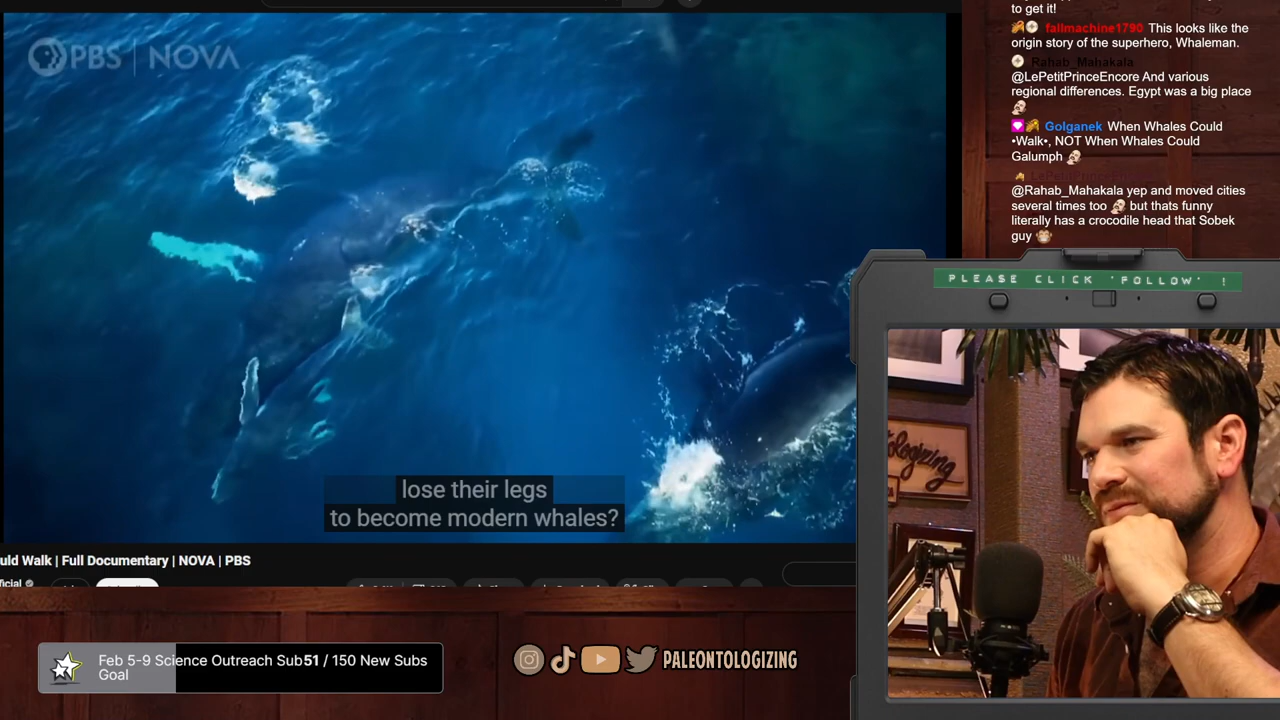 to get it!
fallmachine1790 This looks like the
origin story of the superhero, Whaleman.
Rahab_Mahakala
@LePetitPrinceEncore And various
regional differences. Egypt was a big place
Golganek When Whales Could
•Walk•, NOT When Whales Could
Galumph
LePetitPrinceEncore
@Rahab_Mahakala yep and moved cities
several times too but thats funny
literally has a crocodile head that Sobek
guy
PBS | NOVA
PLEASE CLICK 'FOLLOW' !
ologizing
lose their legs
to become modern whales?
uld Walk | Full Documentary | NOVA | PBS
ficial
Feb 5-9 Science Outreach Sub 51 / 150 New Subs
Goal
PALEONTOLOGIZING